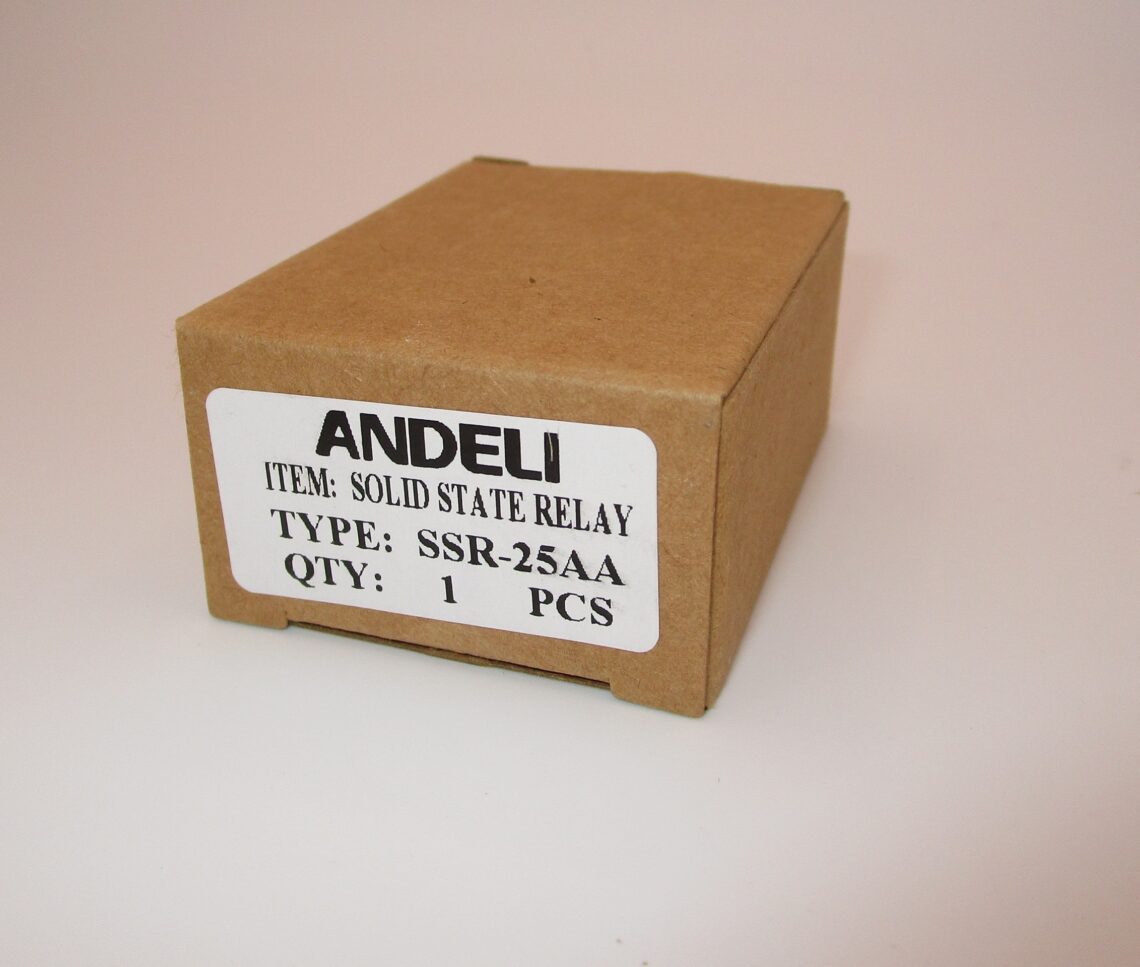 ANDELI
ITEM: SOLID STATE RELAY
TYPE: SSR-25AA
QTY: 1 PCS